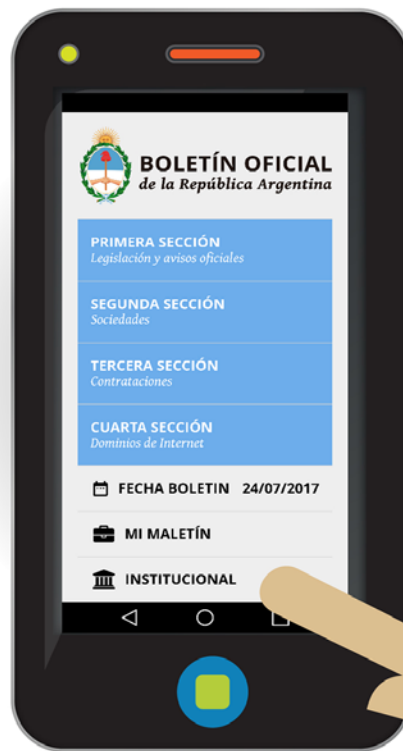 BOLETÍN OFICIAL
de la República Argentina
PRIMERA SECCIÓN
Legislación y avisos oficiales
SEGUNDA SECCIÓN
Sociedades
TERCERA SECCIÓN
Contrataciones
CUARTA SECCIÓN
Dominios de Internet
FECHA BOLETIN 24/07/2017
MI MALETÍN
INSTITUCIONAL